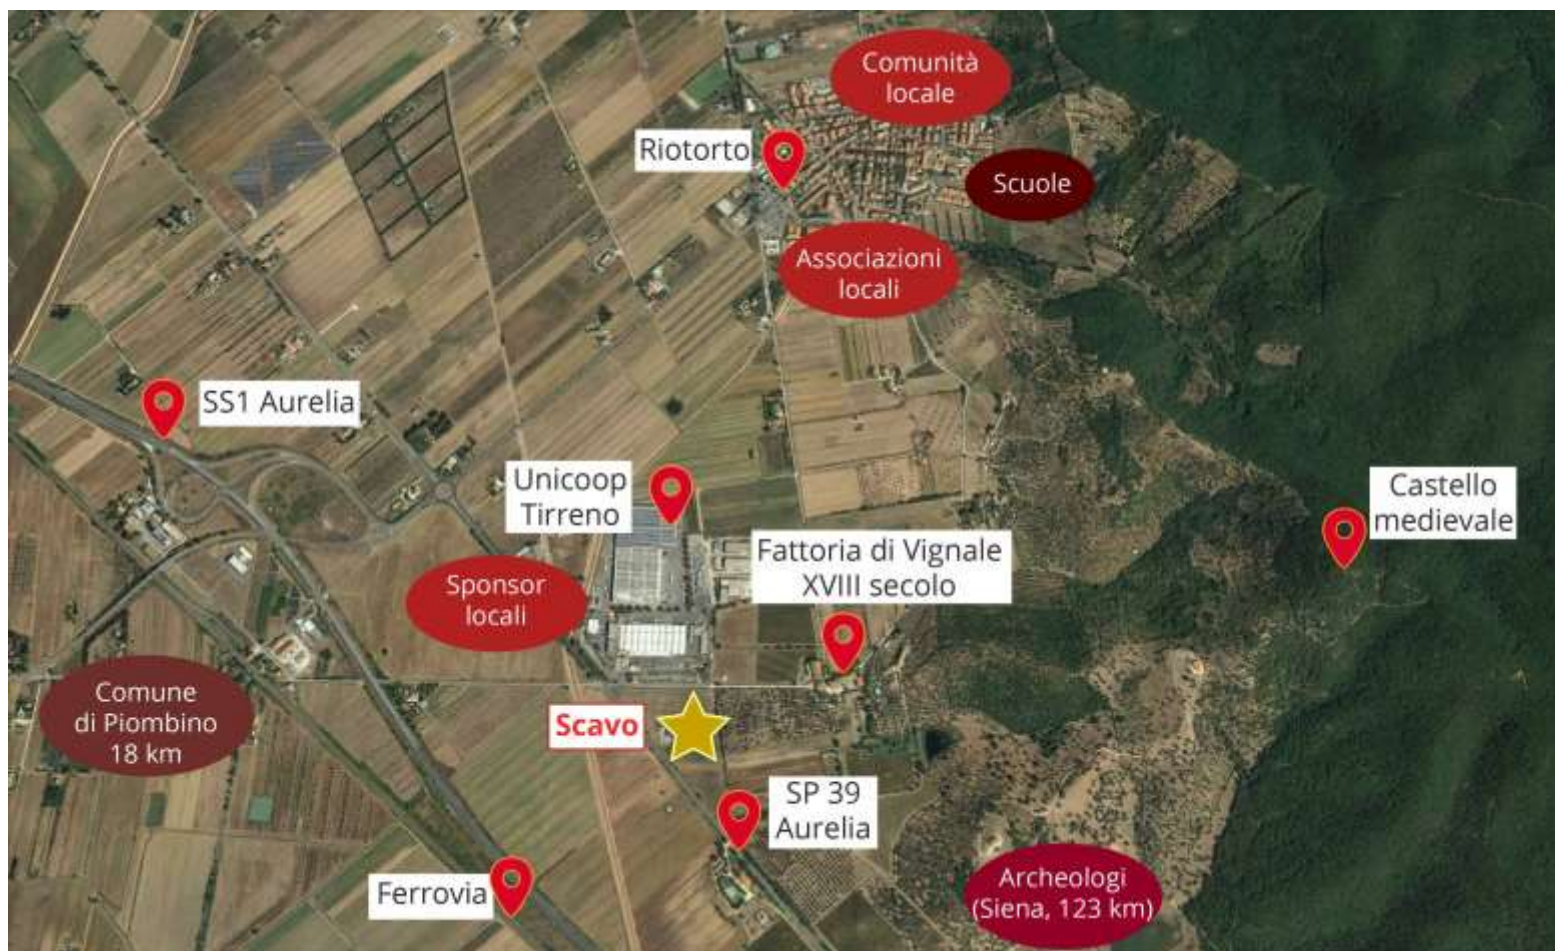 Comunità
locale
Riotorto
Scuole
Associazioni
locali
SS1 Aurelia
Unicoop
Tirreno
Castello
medievale
Fattoria di Vignale
XVIII secolo
Sponsor
locali
Comune
di Piombino
18 km
Scavo
SP 39
Aurelia
Ferrovia
Archeologi
(Siena, 123 km)